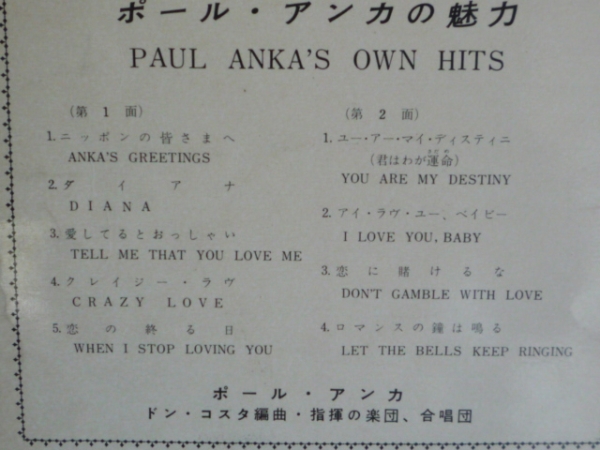 ポール・アンカの魅力
PAUL ANKA'S OWN HITS
(第 1 面)
1. ニッポンの皆さまへ
ANKA'S GREETINGS
2. ダイアナ
DIANA
3. 愛してるとおっしゃい
TELL ME THAT YOU LOVE ME
4. クレイジー・ラヴ
CRAZY LOVE
5. 恋の終る日
WHEN I STOP LOVING YOU
(第 2 面)
1. ユー・アー・マイ・ディスティニ
(君はわが運命)
YOU ARE MY DESTINY
2. アイ・ラヴ・ユー、ベイビー
I LOVE YOU, BABY
3. 恋に賭けるな
DON'T GAMBLE WITH LOVE
4. ロマンスの鐘は鳴る
LET THE BELLS KEEP RINGING
ポール・アンカ
ドン・コスタ編曲・指揮の楽団、合唱団